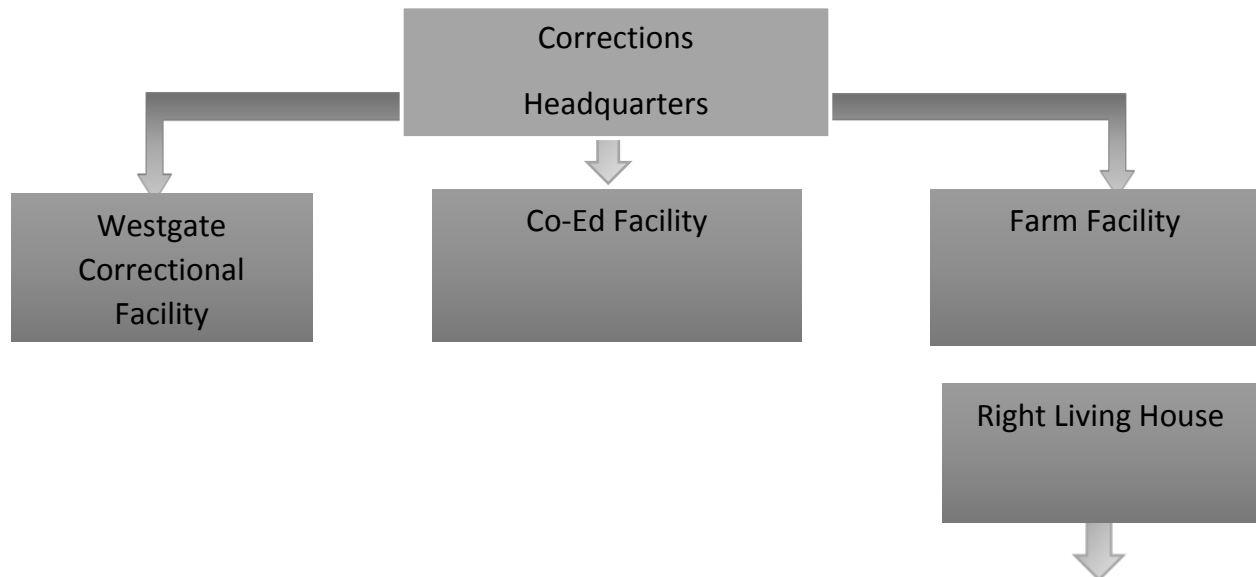 Corrections
Headquarters
Westgate
Correctional
Facility
Co-Ed Facility
Farm Facility
Right Living House